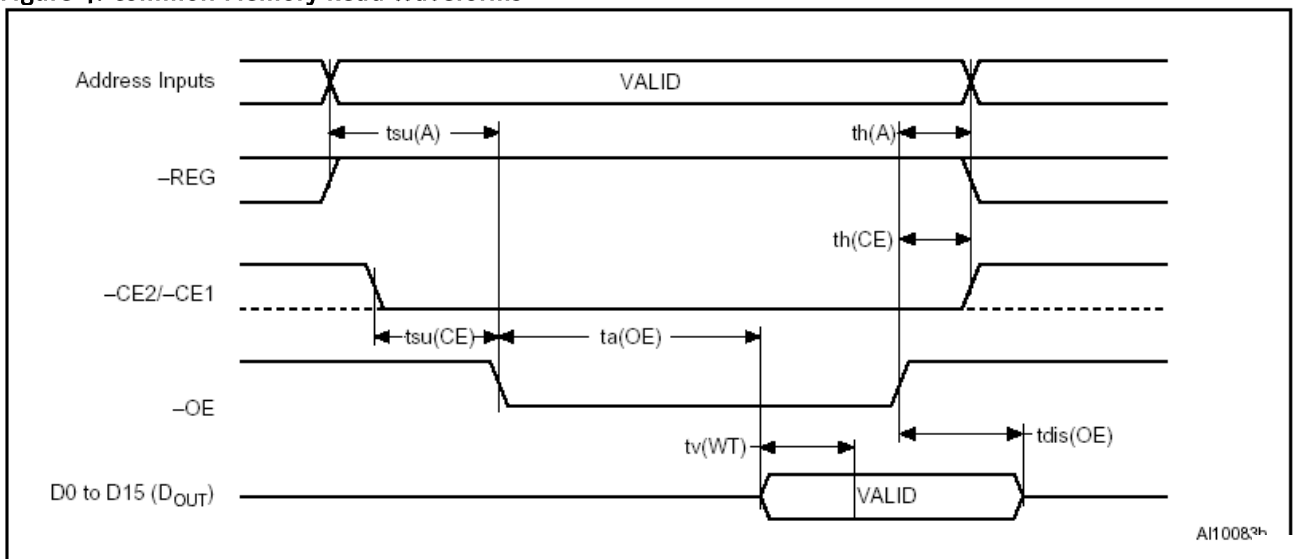 Address Inputs
VALID
tsu(A)
th(A)
–REG
th(CE)
–CE2/–CE1
tsu(CE)
ta(OE)
–OE
tv(WT)
tdis(OE)
D0 to D15 (DOUT)
VALID